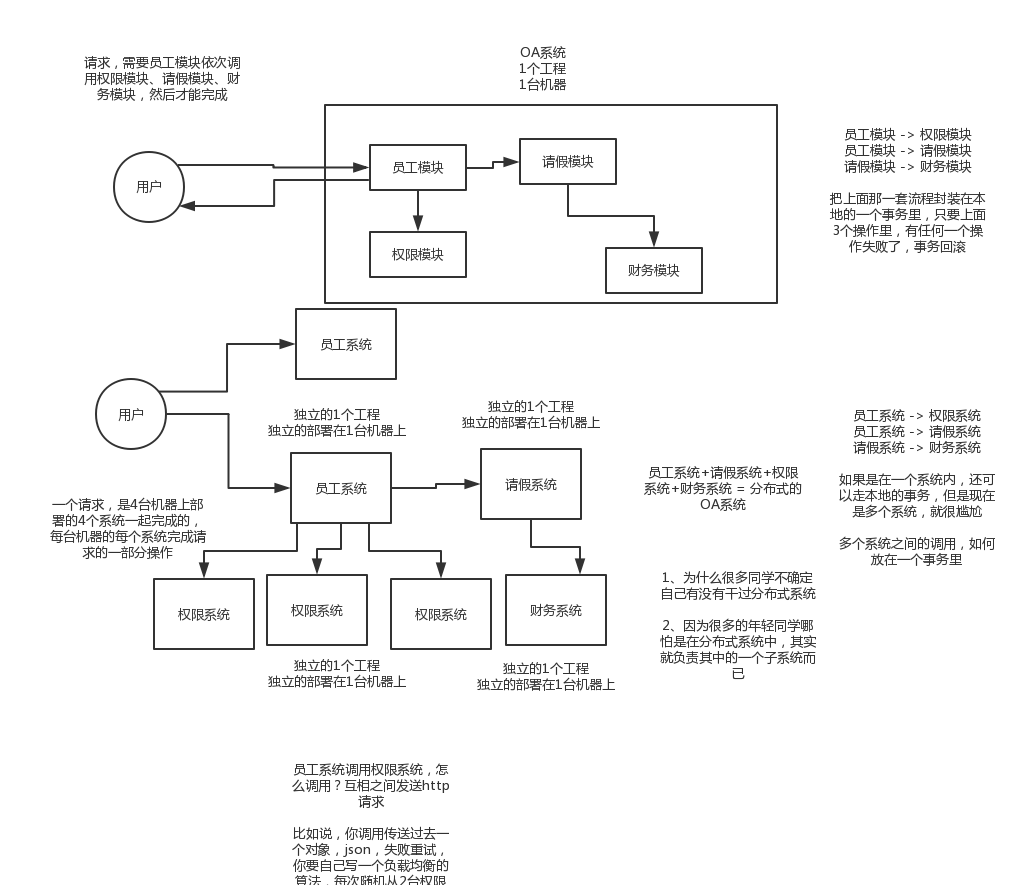 请求，需要员工模块依次调
用权限模块、请假模块、财
务模块，然后才能完成
OA系统
1个工程
1台机器
用户
员工模块
请假模块
权限模块
财务模块
员工模块 -> 权限模块
员工模块 -> 请假模块
请假模块 -> 财务模块
把上面那一套流程封装在本
地的一个事务里，只要上面
3个操作里，有任何一个操
作失败了，事务回滚
员工系统
用户
独立的1个工程
独立的部署在1台机器上
独立的1个工程
独立的部署在1台机器上
员工系统
请假系统
一个请求，是4台机器上部
署的4个系统一起完成的，
每台机器的每个系统完成请
求的一部分操作
权限系统
权限系统
权限系统
财务系统
独立的1个工程
独立的部署在1台机器上
独立的1个工程
独立的部署在1台机器上
员工系统+请假系统+权限
系统+财务系统 = 分布式的
OA系统
1、为什么很多同学不确定
自己有没有干过分布式系统
2、因为很多的年轻同学哪
怕是在分布式系统中，其实
就负责其中的一个子系统而
已
员工系统 -> 权限系统
员工系统 -> 请假系统
请假系统 -> 财务系统
如果是在一个系统内，还可
以走本地的事务，但是现在
是多个系统，就很尴尬
多个系统之间的调用，如何
放在一个事务里
员工系统调用权限系统，怎
么调用？互相之间发送http
请求
比如说，你调用传送过去一
个对象，json，失败重试，
你要自己写一个负载均衡的
算法，每次随机从2台权限